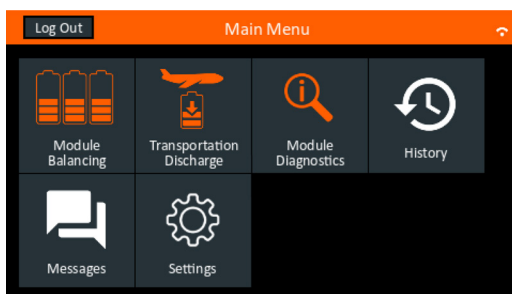 Log Out
Main Menu
Module
Balancing
Transportation
Discharge
Module
Diagnostics
History
Messages
Settings